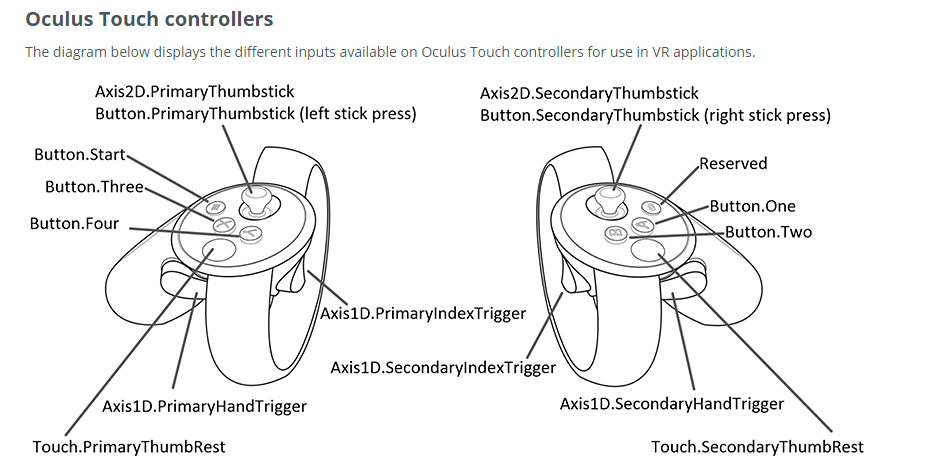 Oculus Touch controllers
The diagram below displays the different inputs available on Oculus Touch controllers for use in VR applications.
Axis2D.PrimaryThumbstick
Button.PrimaryThumbstick (left stick press)
Axis2D.SecondaryThumbstick
Button.SecondaryThumbstick (right stick press)
Button.Start
Button.Three
Button.Four
Reserved
Button.One
Button.Two
X
Y
A
B
Axis1D.PrimaryIndexTrigger
Axis1D.SecondaryIndexTrigger
Axis1D.PrimaryHandTrigger
Axis1D.SecondaryHandTrigger
Touch.PrimaryThumbRest
Touch.SecondaryThumbRest